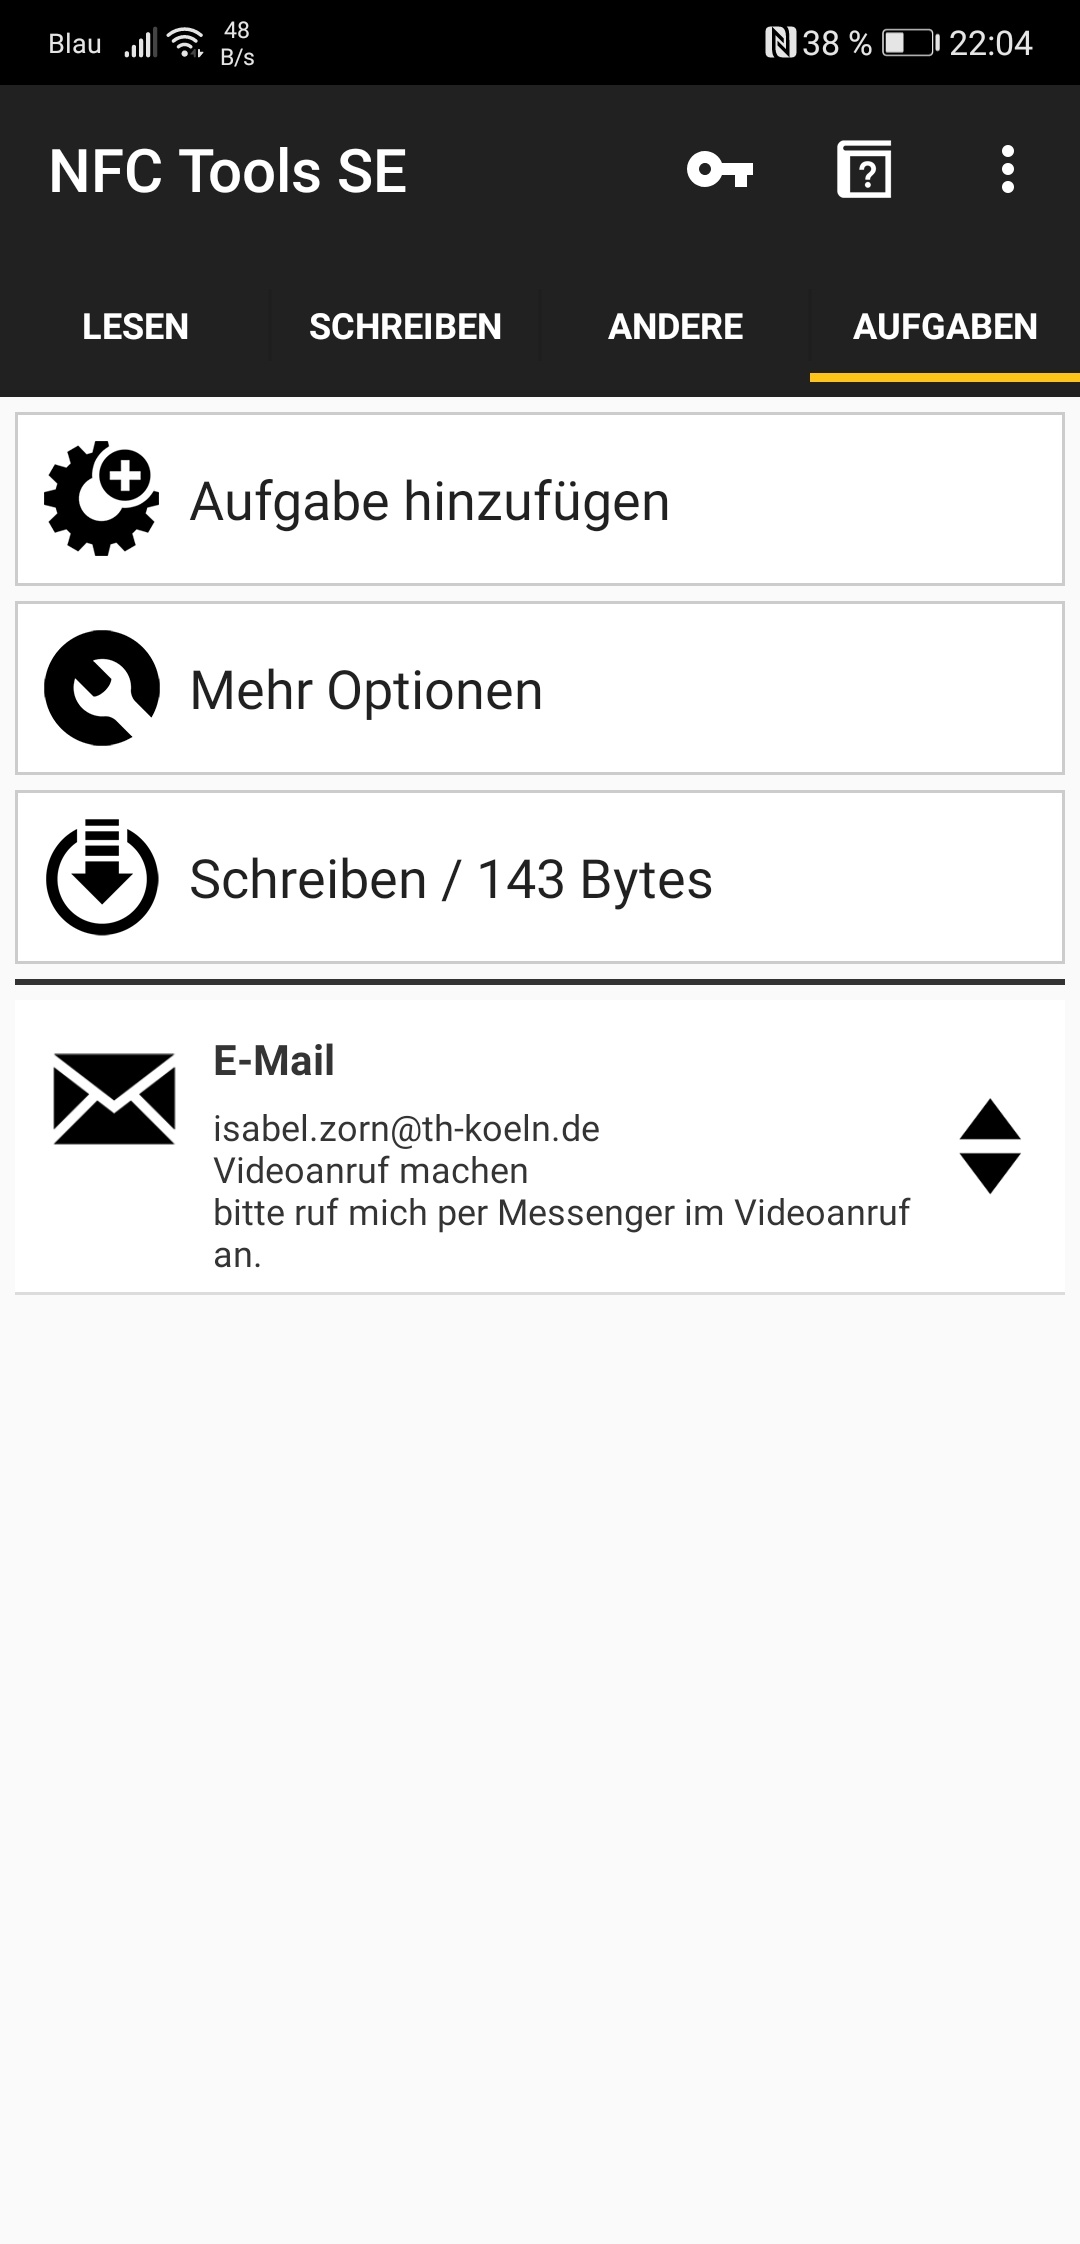 Blau 48 B/s 38 % 22:04
NFC Tools SE ?
LESEN SCHREIBEN ANDERE AUFGABEN
Aufgabe hinzufügen
Mehr Optionen
Schreiben / 143 Bytes
E-Mail
isabel.zorn@th-koeln.de
Videoanruf machen
bitte ruf mich per Messenger im Videoanruf
an.